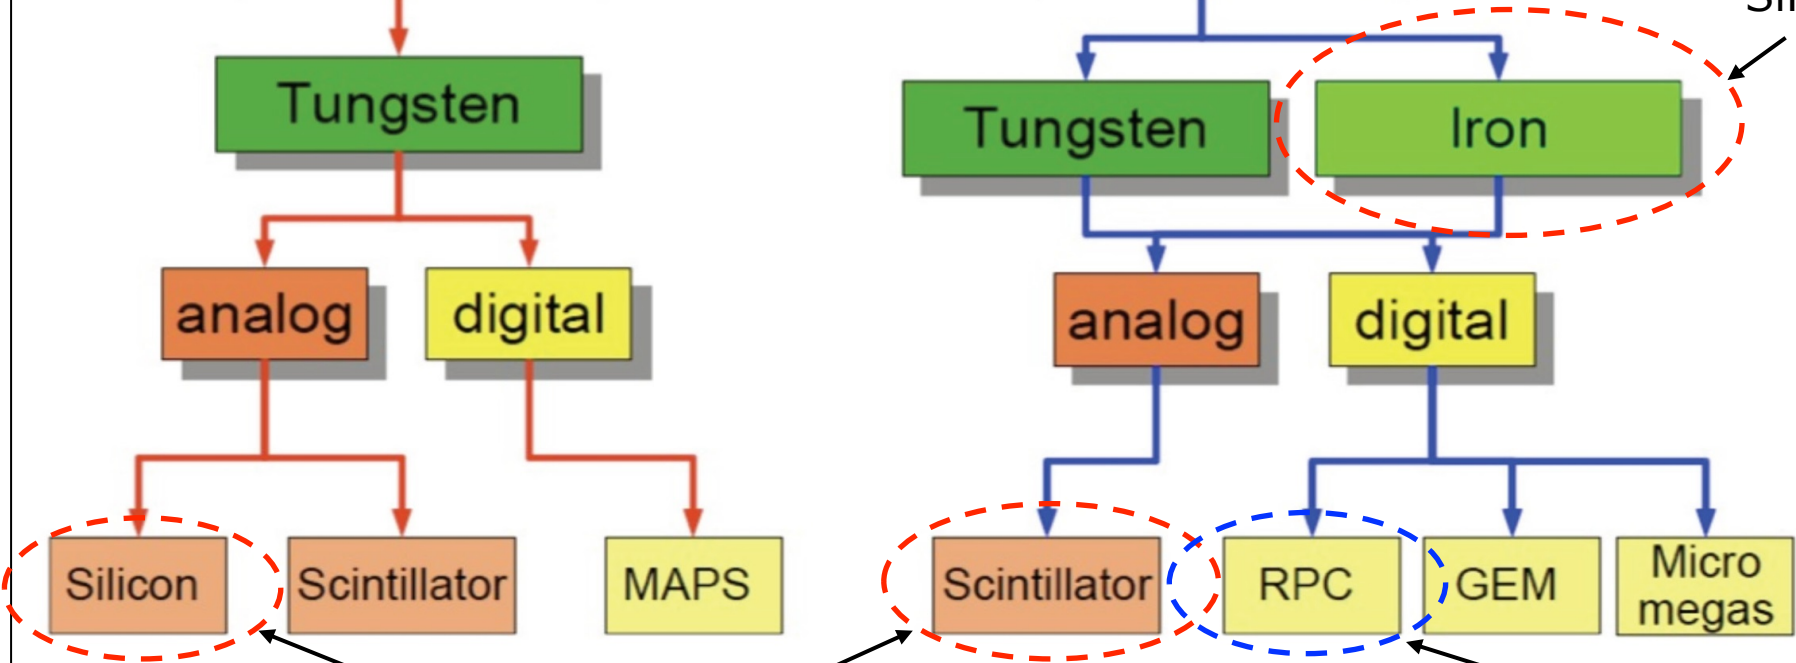 Tungsten
Tungsten
Iron
analog
digital
analog
digital
Silicon
Scintillator
MAPS
Scintillator
RPC
GEM
Micro
megas